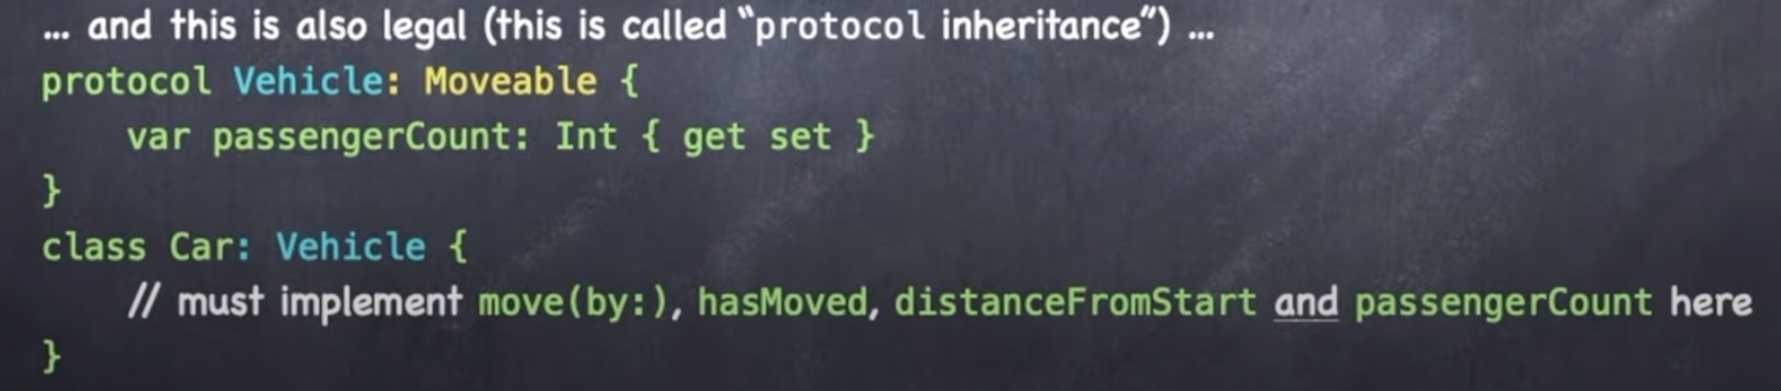 ... and this is also legal (this is called “protocol inheritance”) ...
protocol Vehicle: Moveable {
    var passengerCount: Int { get set }
}
class Car: Vehicle {
    // must implement move(by:), hasMoved, distanceFromStart and passengerCount here
}